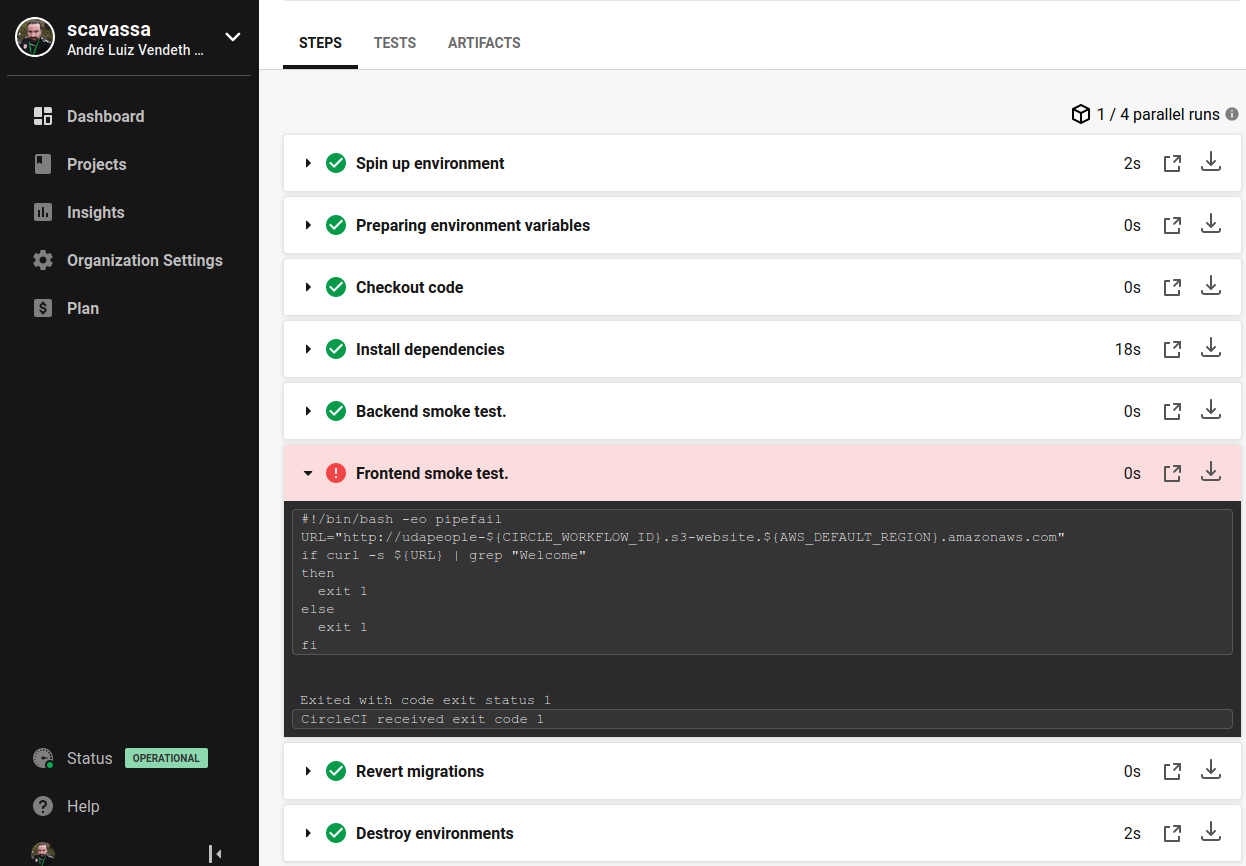 scavassa
André Luiz Vendeth ...
Dashboard
Projects
Insights
Organization Settings
Plan
Status OPERATIONAL
Help
STEPS TESTS ARTIFACTS
1 / 4 parallel runs
Spin up environment 2s
Preparing environment variables 0s
Checkout code 0s
Install dependencies 18s
Backend smoke test. 0s
Frontend smoke test. 0s
#!/bin/bash -eo pipefail
URL="http://udapeople-${CIRCLE_WORKFLOW_ID}.s3-website.${AWS_DEFAULT_REGION}.amazonaws.com"
if curl -s ${URL} | grep "Welcome"
then
  exit 1
else
  exit 1
fi
Exited with code exit status 1
CircleCI received exit code 1
Revert migrations 0s
Destroy environments 2s